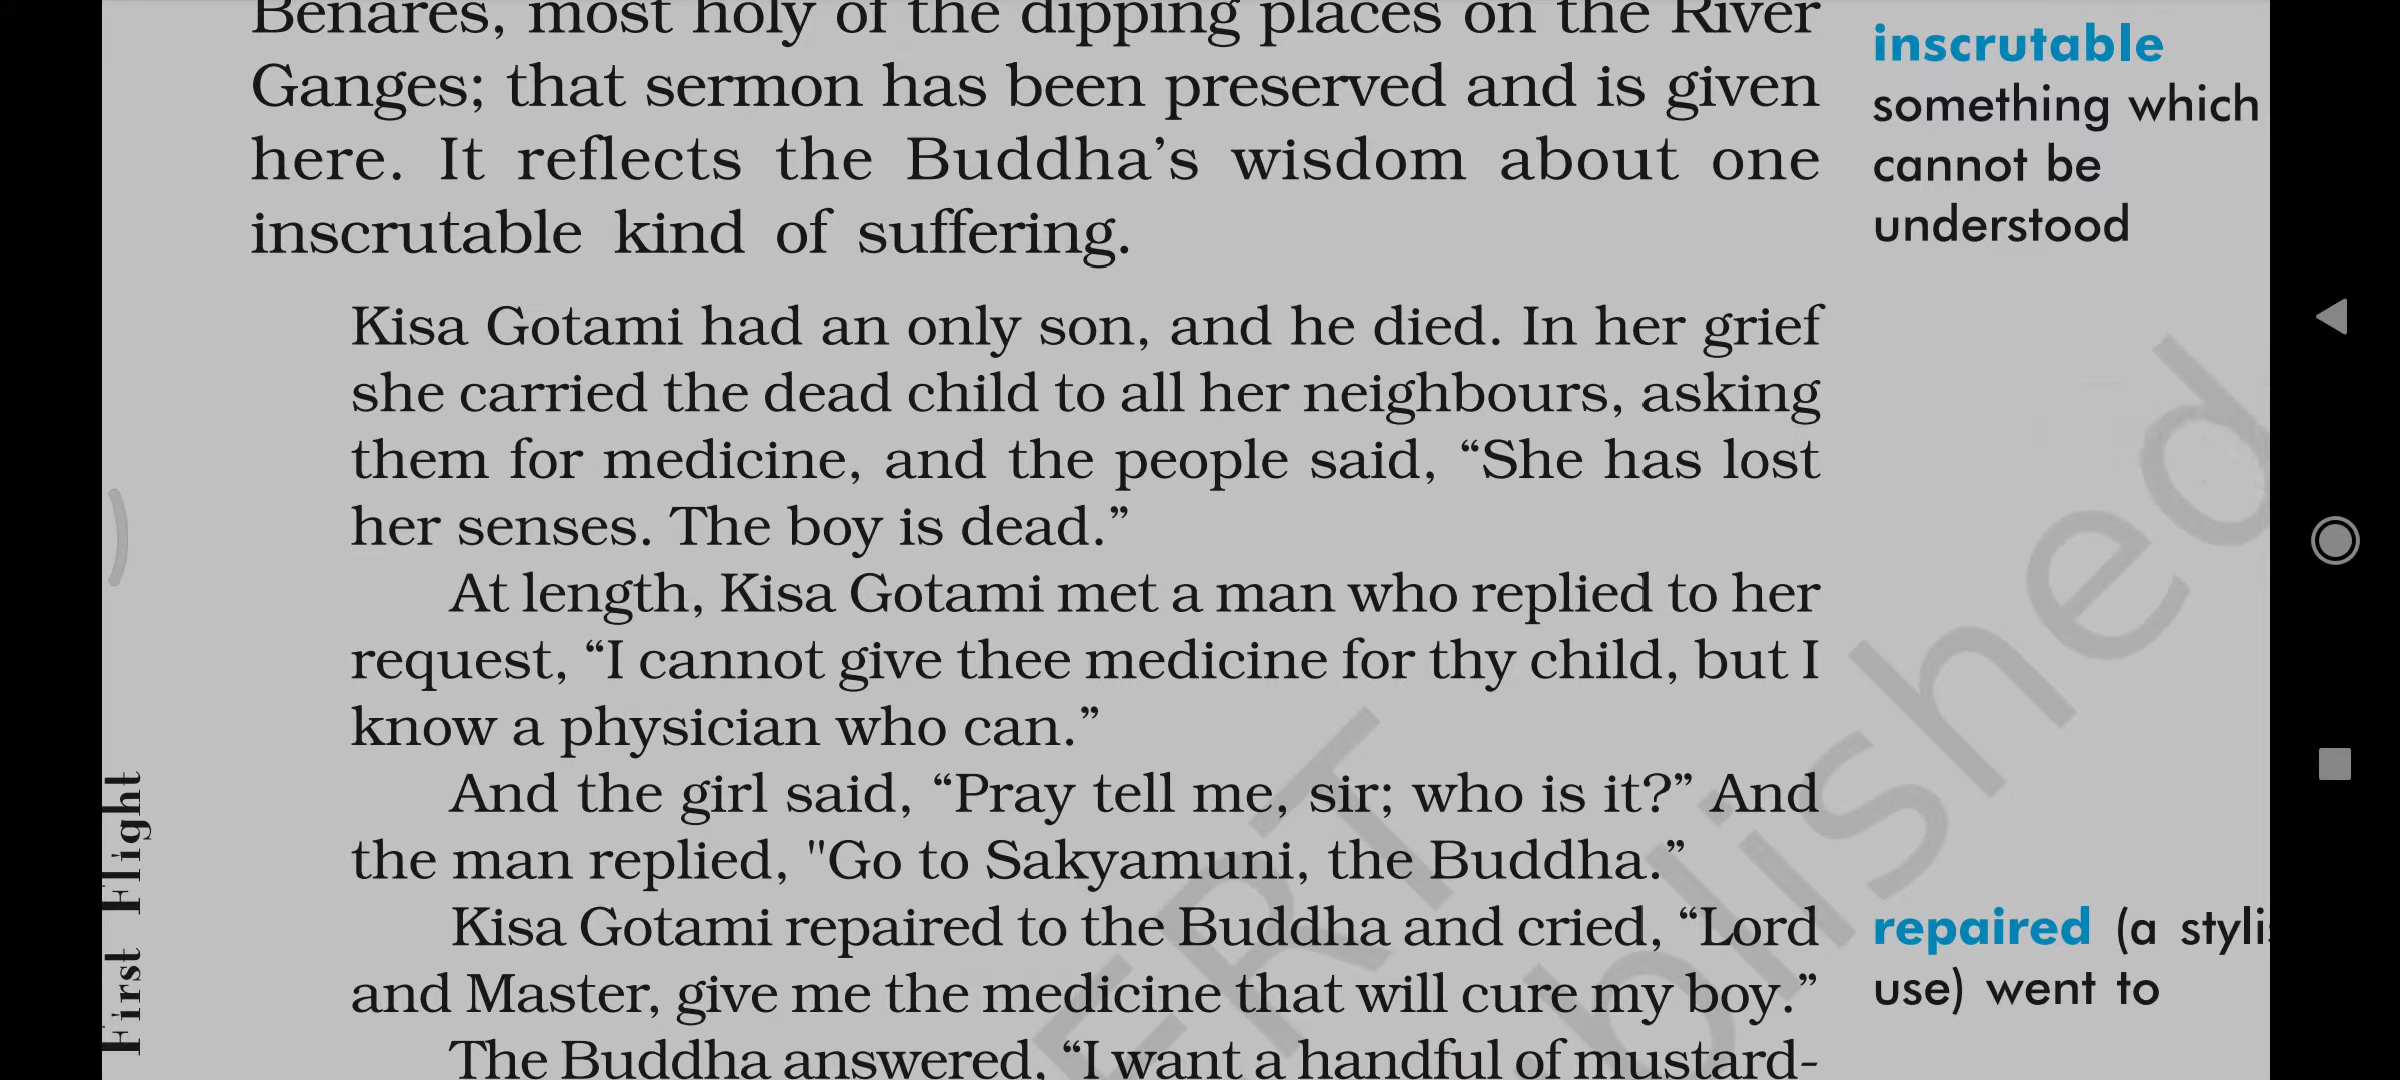 Benares, most holy of the dipping places on the River
Ganges; that sermon has been preserved and is given
here. It reflects the Buddha’s wisdom about one
inscrutable kind of suffering.
inscrutable
something which
cannot be
understood
Kisa Gotami had an only son, and he died. In her grief
she carried the dead child to all her neighbours, asking
them for medicine, and the people said, “She has lost
her senses. The boy is dead.”
At length, Kisa Gotami met a man who replied to her
request, “I cannot give thee medicine for thy child, but I
know a physician who can.”
And the girl said, “Pray tell me, sir; who is it?” And
the man replied, "Go to Sakyamuni, the Buddha.”
Kisa Gotami repaired to the Buddha and cried, “Lord
and Master, give me the medicine that will cure my boy.”
The Buddha answered, “I want a handful of mustard-
repaired (a stylis
use) went to
First Flight
ERT
blished